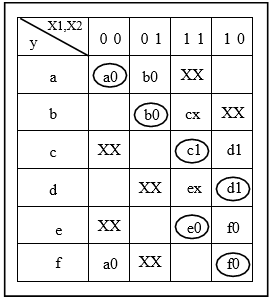 X1,X2
y 0 0 0 1 1 1 1 0
a a0 b0 XX
b b0 cx XX
c XX c1 d1
d XX ex d1
e XX e0 f0
f a0 XX f0